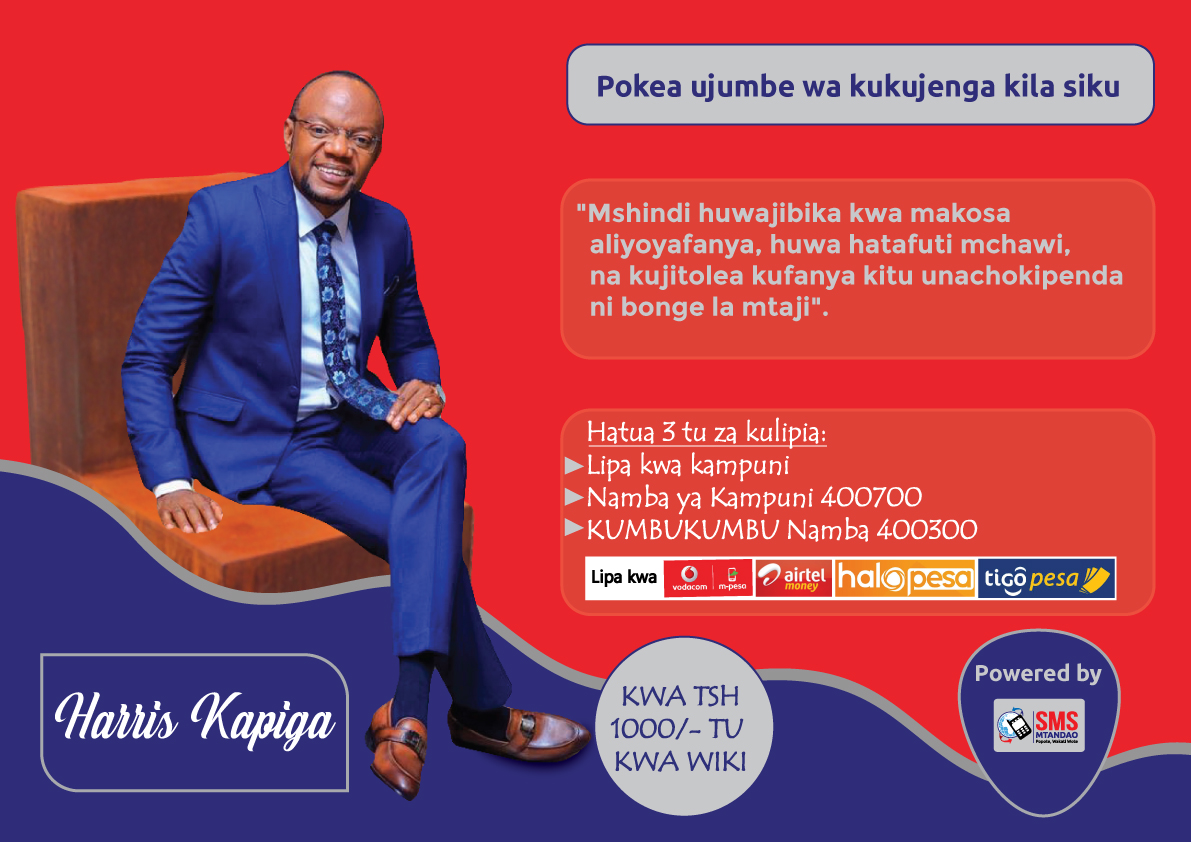 Pokea ujumbe wa kukujenga kila siku
"Mshindi huwajibika kwa makosa
aliyoyafanya, huwa hatafuti mchawi,
na kujitolea kufanya kitu unachokipenda
ni bonge la mtaji".
Hatua 3 tu za kulipia:
Lipa kwa kampuni
Namba ya Kampuni 400700
KUMBUKUMBU Namba 400300
Lipa kwa
vodacom
m-pesa
airtel
money
halopesa
tigo pesa
Harris Kapiga
KWA TSH
1000/- TU
KWA WIKI
Powered by
SMS
MTANDAO
Popote, Wakati Wote